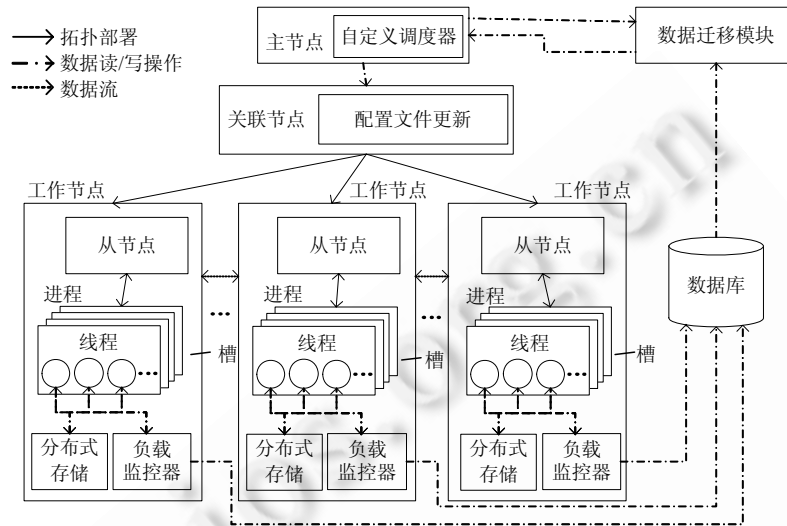 拓扑部署
数据读/写操作
数据流
主节点
自定义调度器
数据迁移模块
关联节点
配置文件更新
工作节点
工作节点
工作节点
从节点
从节点
从节点
数据库
进程
进程
进程
...
...
线程
线程
线程
槽
槽
槽
...
...
...
分布式
存储
负载
监控器
分布式
存储
负载
监控器
分布式
存储
负载
监控器